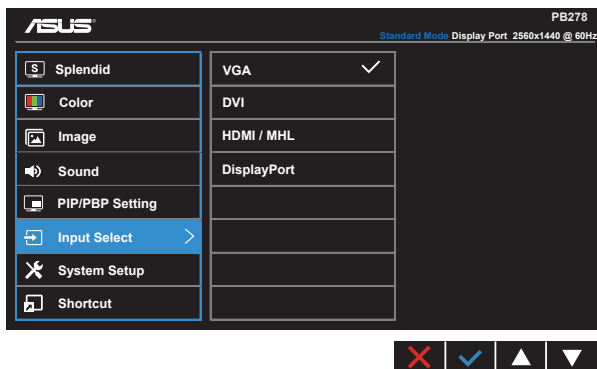 ASUS
PB278
Standard Mode Display Port 2560x1440 @ 60Hz
S Splendid
Color
Image
Sound
PIP/PBP Setting
Input Select
System Setup
Shortcut
VGA
DVI
HDMI / MHL
DisplayPort